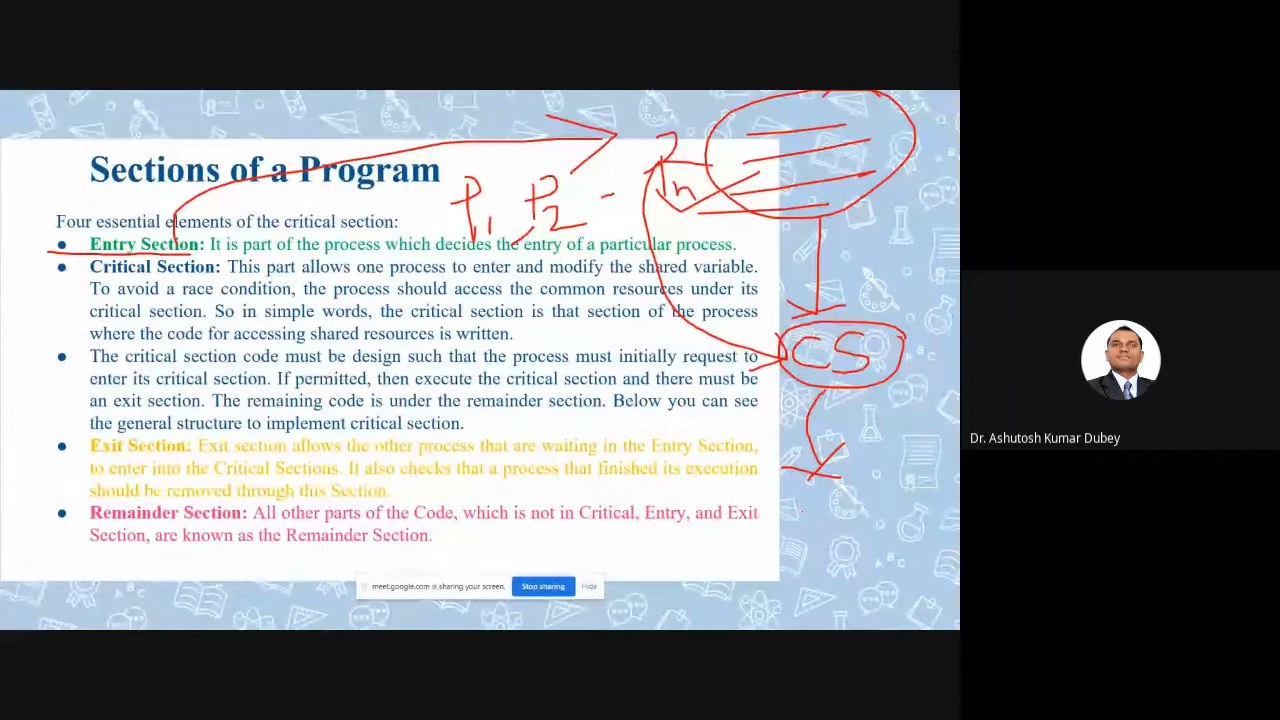 Sections of a Program
P1, P2 - Pn
Four essential elements of the critical section:
● Entry Section: It is part of the process which decides the entry of a particular process.
● Critical Section: This part allows one process to enter and modify the shared variable.
To avoid a race condition, the process should access the common resources under its
critical section. So in simple words, the critical section is that section of the process
where the code for accessing shared resources is written.
CS
● The critical section code must be design such that the process must initially request to
enter its critical section. If permitted, then execute the critical section and there must be
an exit section. The remaining code is under the remainder section. Below you can see
the general structure to implement critical section.
● Exit Section: Exit section allows the other process that are waiting in the Entry Section,
to enter into the Critical Sections. It also checks that a process that finished its execution
should be removed through this Section.
● Remainder Section: All other parts of the Code, which is not in Critical, Entry, and Exit
Section, are known as the Remainder Section.
meet.google.com is sharing your screen. Stop sharing Hide
Dr. Ashutosh Kumar Dubey